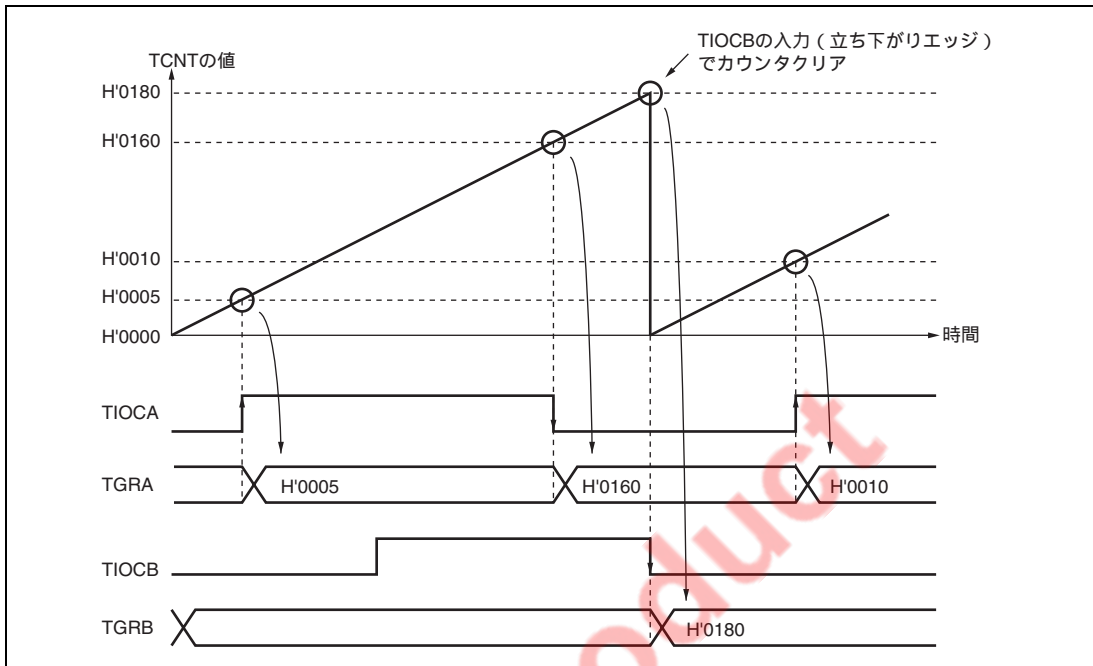 TIOCBの入力（立ち下がりエッジ）
でカウンタクリア
TCNTの値
H'0180
H'0160
H'0010
H'0005
H'0000
時間
TIOCA
TGRA
H'0005
H'0160
H'0010
TIOCB
TGRB
H'0180
oduct